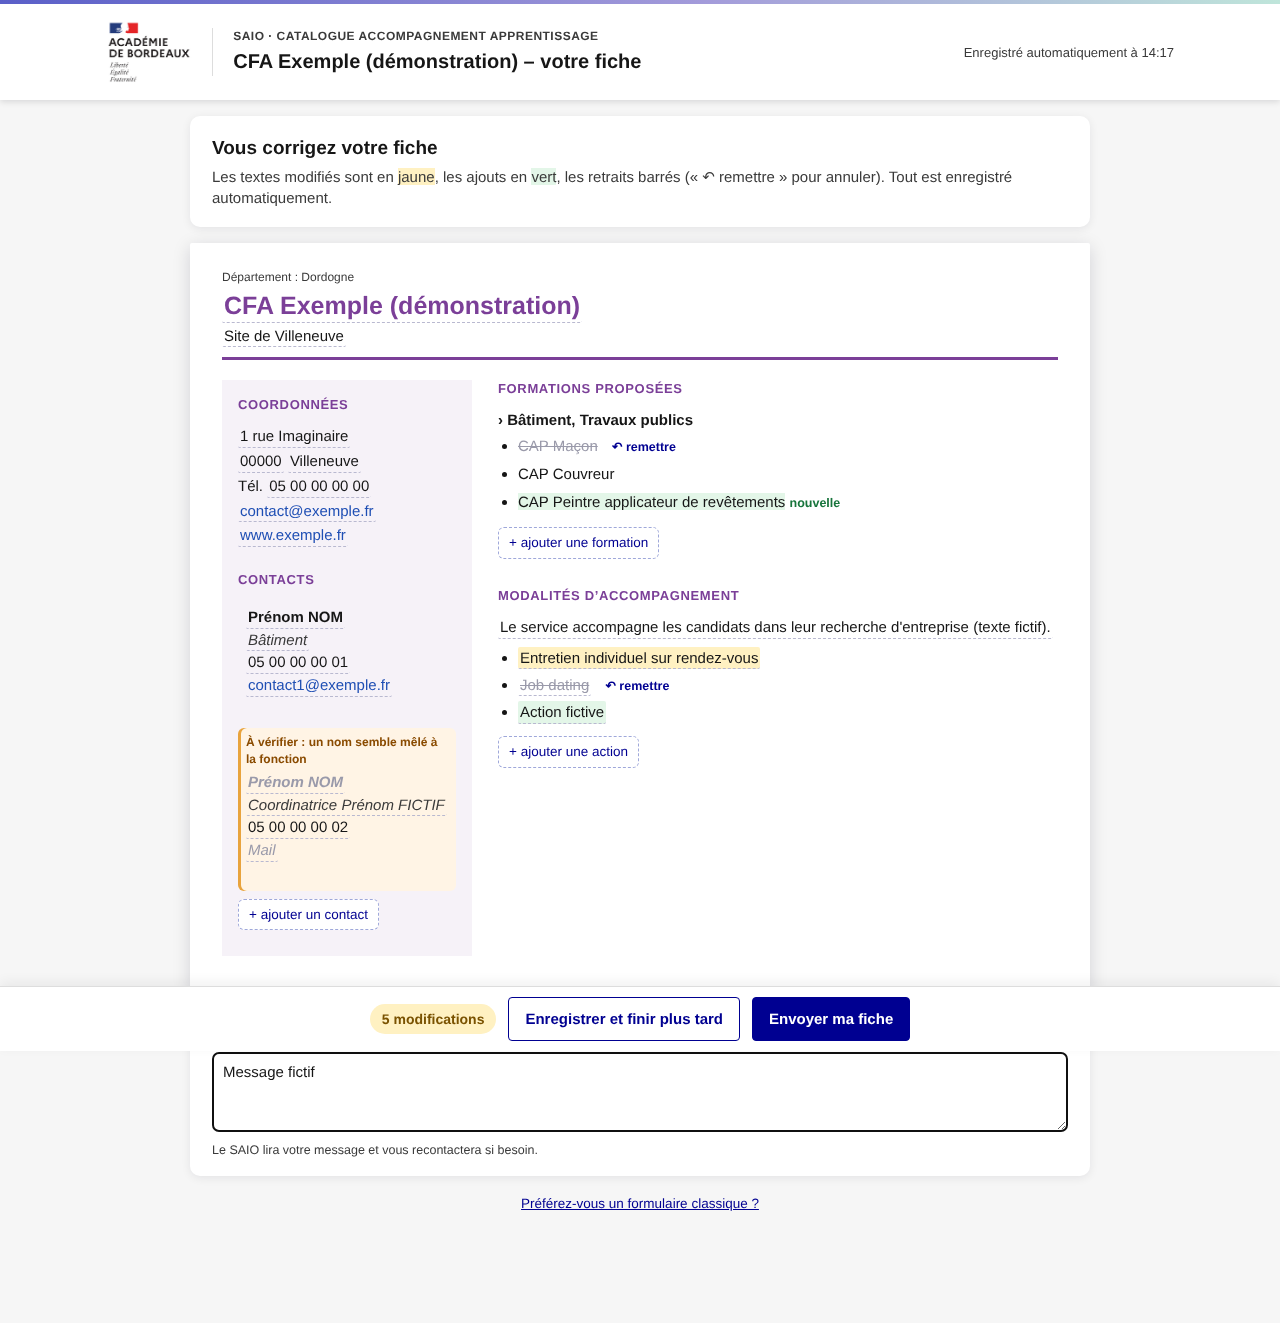 ACADÉMIE
DE BORDEAUX
Liberté
Égalité
Fraternité
SAIO · CATALOGUE ACCOMPAGNEMENT APPRENTISSAGE
CFA Exemple (démonstration) – votre fiche
Enregistré automatiquement à 14:17
Vous corrigez votre fiche
Les textes modifiés sont en jaune, les ajouts en vert, les retraits barrés (« ↶ remettre » pour annuler). Tout est enregistré
automatiquement.
Département : Dordogne
CFA Exemple (démonstration)
Site de Villeneuve
COORDONNÉES
1 rue Imaginaire
00000 Villeneuve
Tél. 05 00 00 00 00
contact@exemple.fr
www.exemple.fr
CONTACTS
Prénom NOM
Bâtiment
05 00 00 00 01
contact1@exemple.fr
À vérifier : un nom semble mêlé à
la fonction
Prénom NOM
Coordinatrice Prénom FICTIF
05 00 00 00 02
Mail
+ ajouter un contact
FORMATIONS PROPOSÉES
› Bâtiment, Travaux publics
• CAP Maçon ↶ remettre
• CAP Couvreur
• CAP Peintre applicateur de revêtements nouvelle
+ ajouter une formation
MODALITÉS D’ACCOMPAGNEMENT
Le service accompagne les candidats dans leur recherche d'entreprise (texte fictif).
• Entretien individuel sur rendez-vous
• Job dating ↶ remettre
• Action fictive
+ ajouter une action
5 modifications
Enregistrer et finir plus tard
Envoyer ma fiche
Message fictif
Le SAIO lira votre message et vous recontactera si besoin.
Préférez-vous un formulaire classique ?